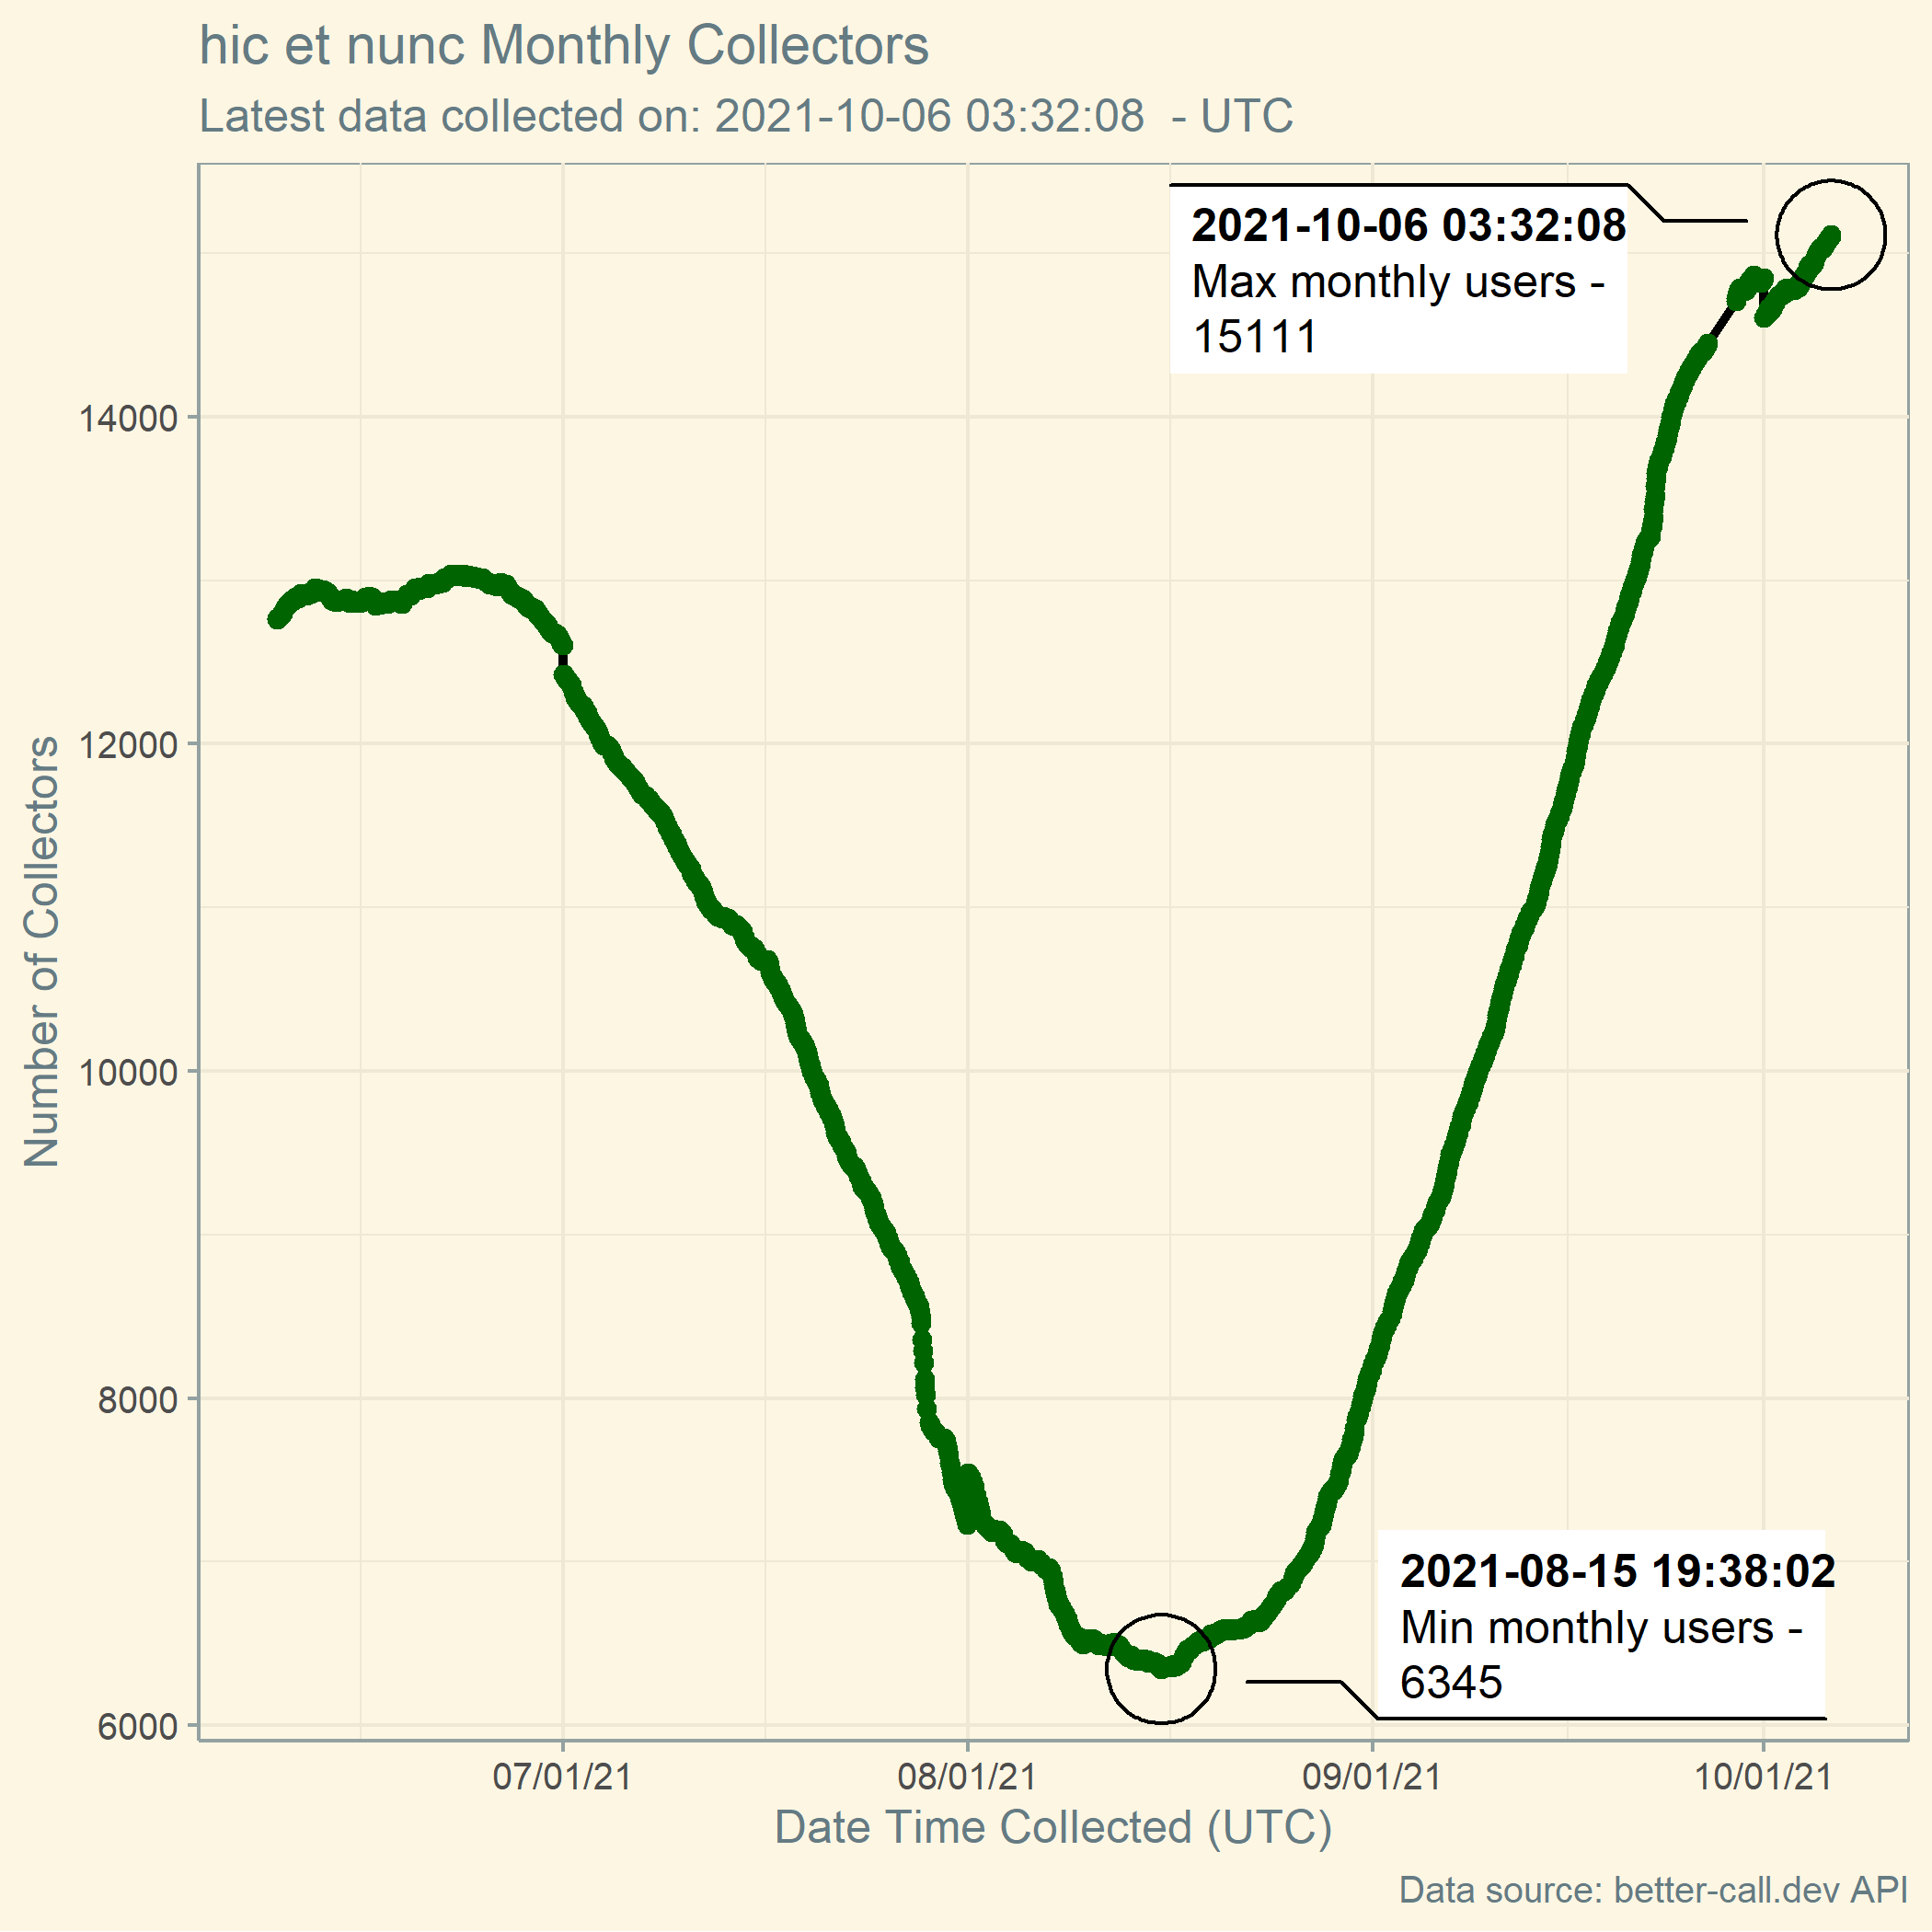 hic et nunc Monthly Collectors
Latest data collected on: 2021-10-06 03:32:08  - UTC
2021-10-06 03:32:08
Max monthly users -
15111
Number of Collectors
14000
12000
10000
8000
6000
2021-08-15 19:38:02
Min monthly users -
6345
07/01/21
08/01/21
09/01/21
10/01/21
Date Time Collected (UTC)
Data source: better-call.dev API